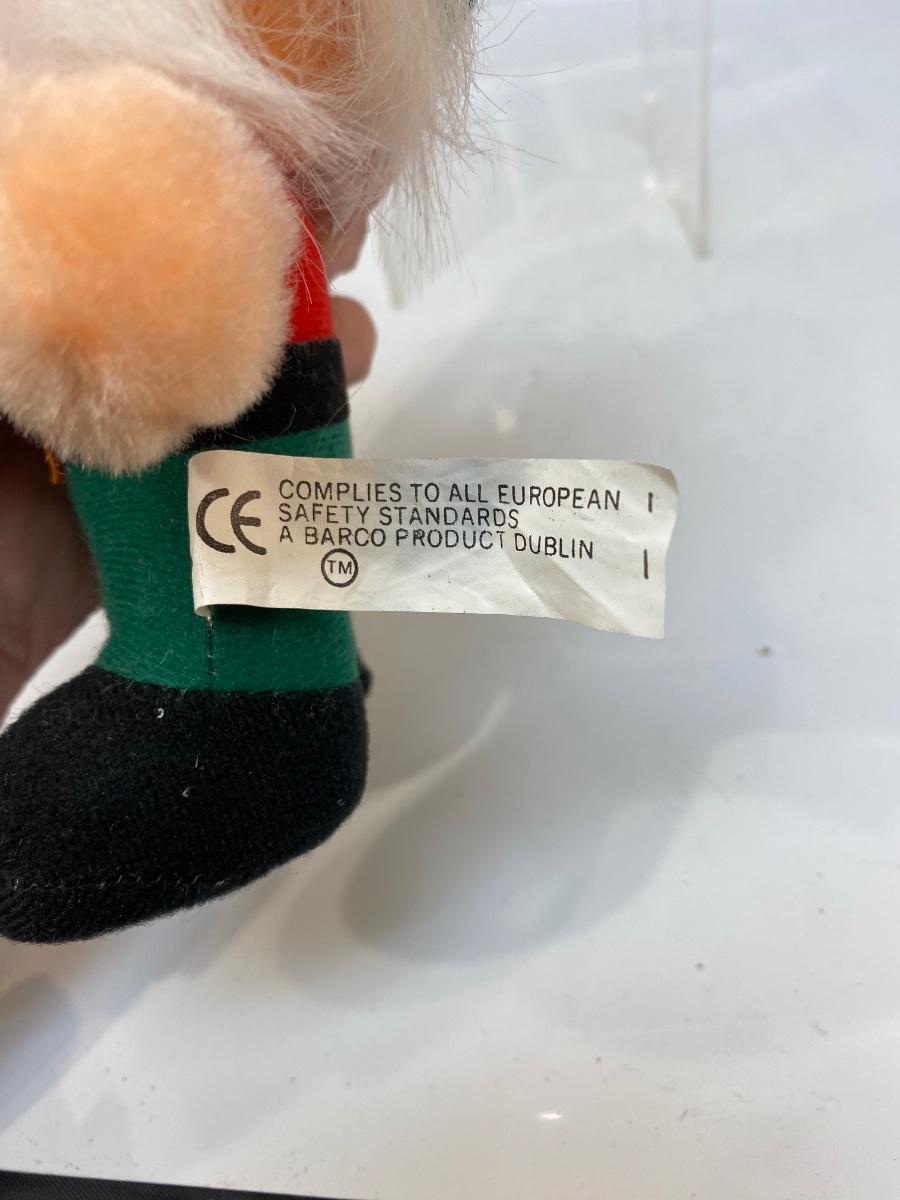 CE COMPLIES TO ALL EUROPEAN
SAFETY STANDARDS
A BARCO PRODUCT DUBLIN
TM